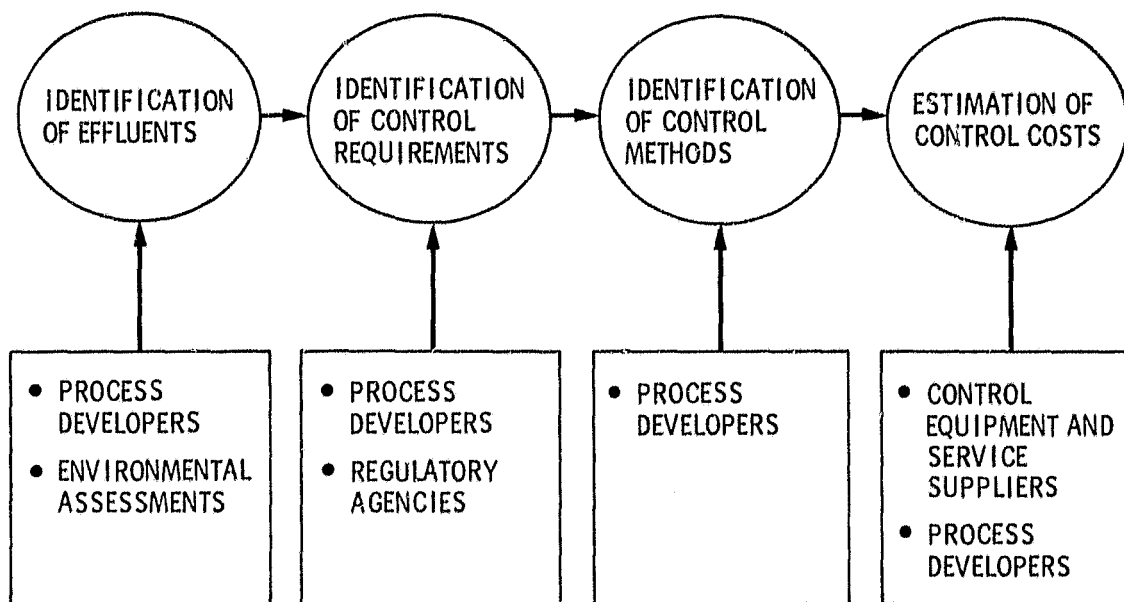 IDENTIFICATION
OF EFFLUENTS
IDENTIFICATION
OF CONTROL
REQUIREMENTS
IDENTIFICATION
OF CONTROL
METHODS
ESTIMATION OF
CONTROL COSTS
• PROCESS
DEVELOPERS
• ENVIRONMENTAL
ASSESSMENTS
• PROCESS
DEVELOPERS
• REGULATORY
AGENCIES
• PROCESS
DEVELOPERS
• CONTROL
EQUIPMENT AND
SERVICE
SUPPLIERS
• PROCESS
DEVELOPERS